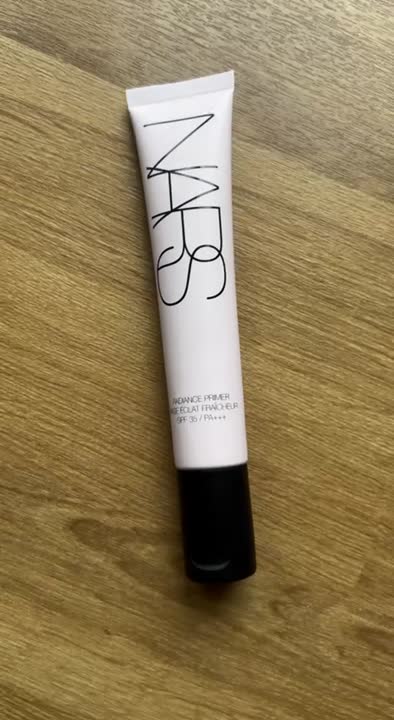 NARS
RADIANCE PRIMER
BASE ÉCLAT FRAÎCHEUR
SPF 35 / PA+++